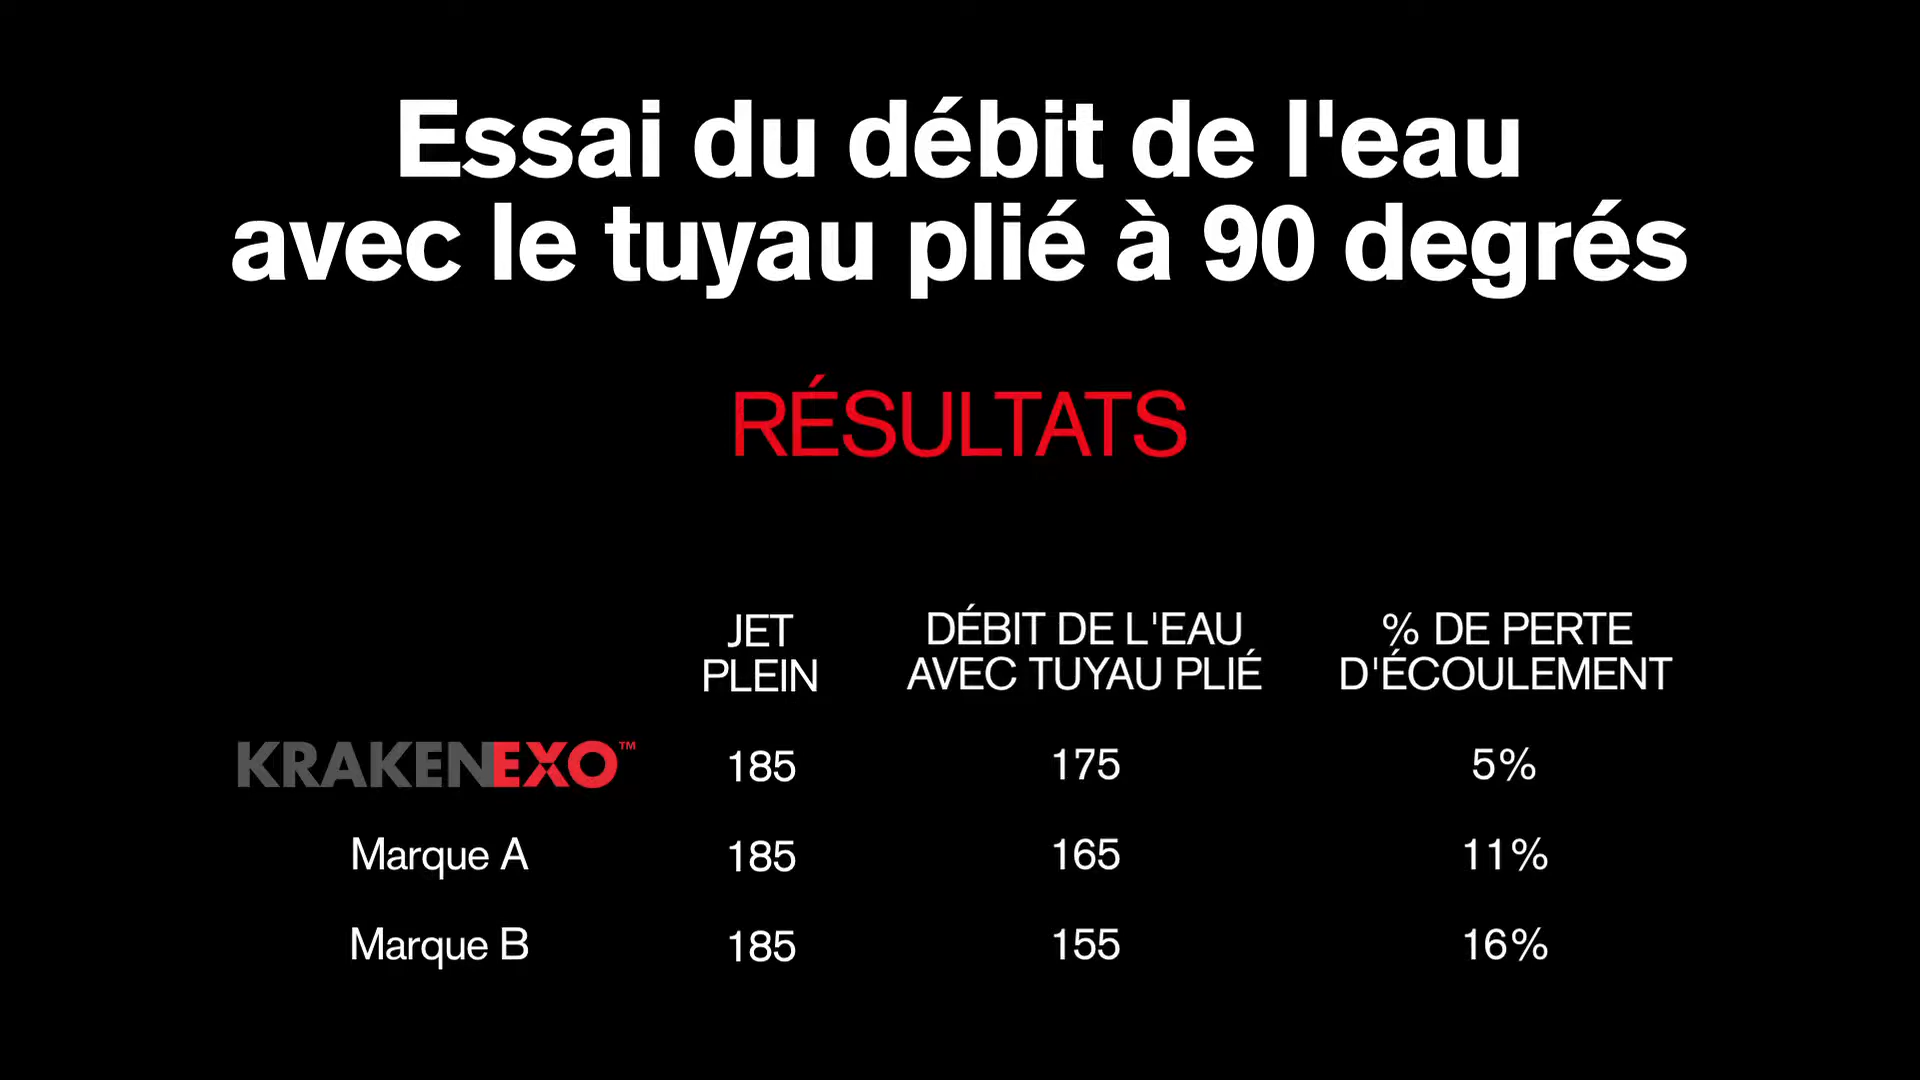 Essai du débit de l'eau
avec le tuyau plié à 90 degrés
RÉSULTATS
JET
PLEIN
DÉBIT DE L'EAU
AVEC TUYAU PLIÉ
% DE PERTE
D'ÉCOULEMENT
KRAKENEXO™ 185 175 5%
Marque A 185 165 11%
Marque B 185 155 16%